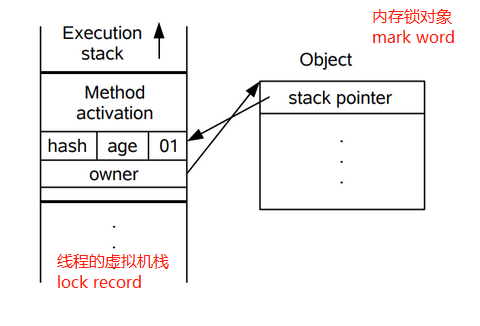 Execution
stack
Method
activation
hash age 01
owner
.
.
.
线程的虚拟机栈
lock record
内存锁对象
mark word
Object
stack pointer
.
.
.